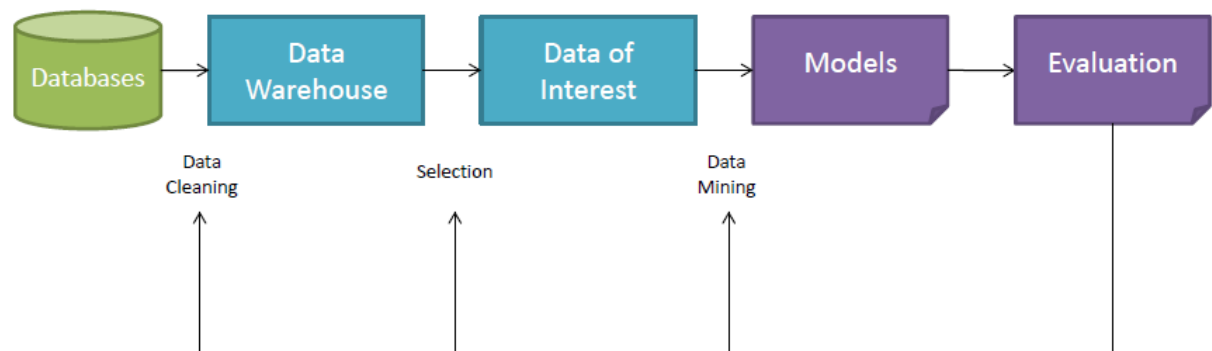 Databases
Data
Warehouse
Data of
Interest
Models
Evaluation
Data
Cleaning
Selection
Data
Mining